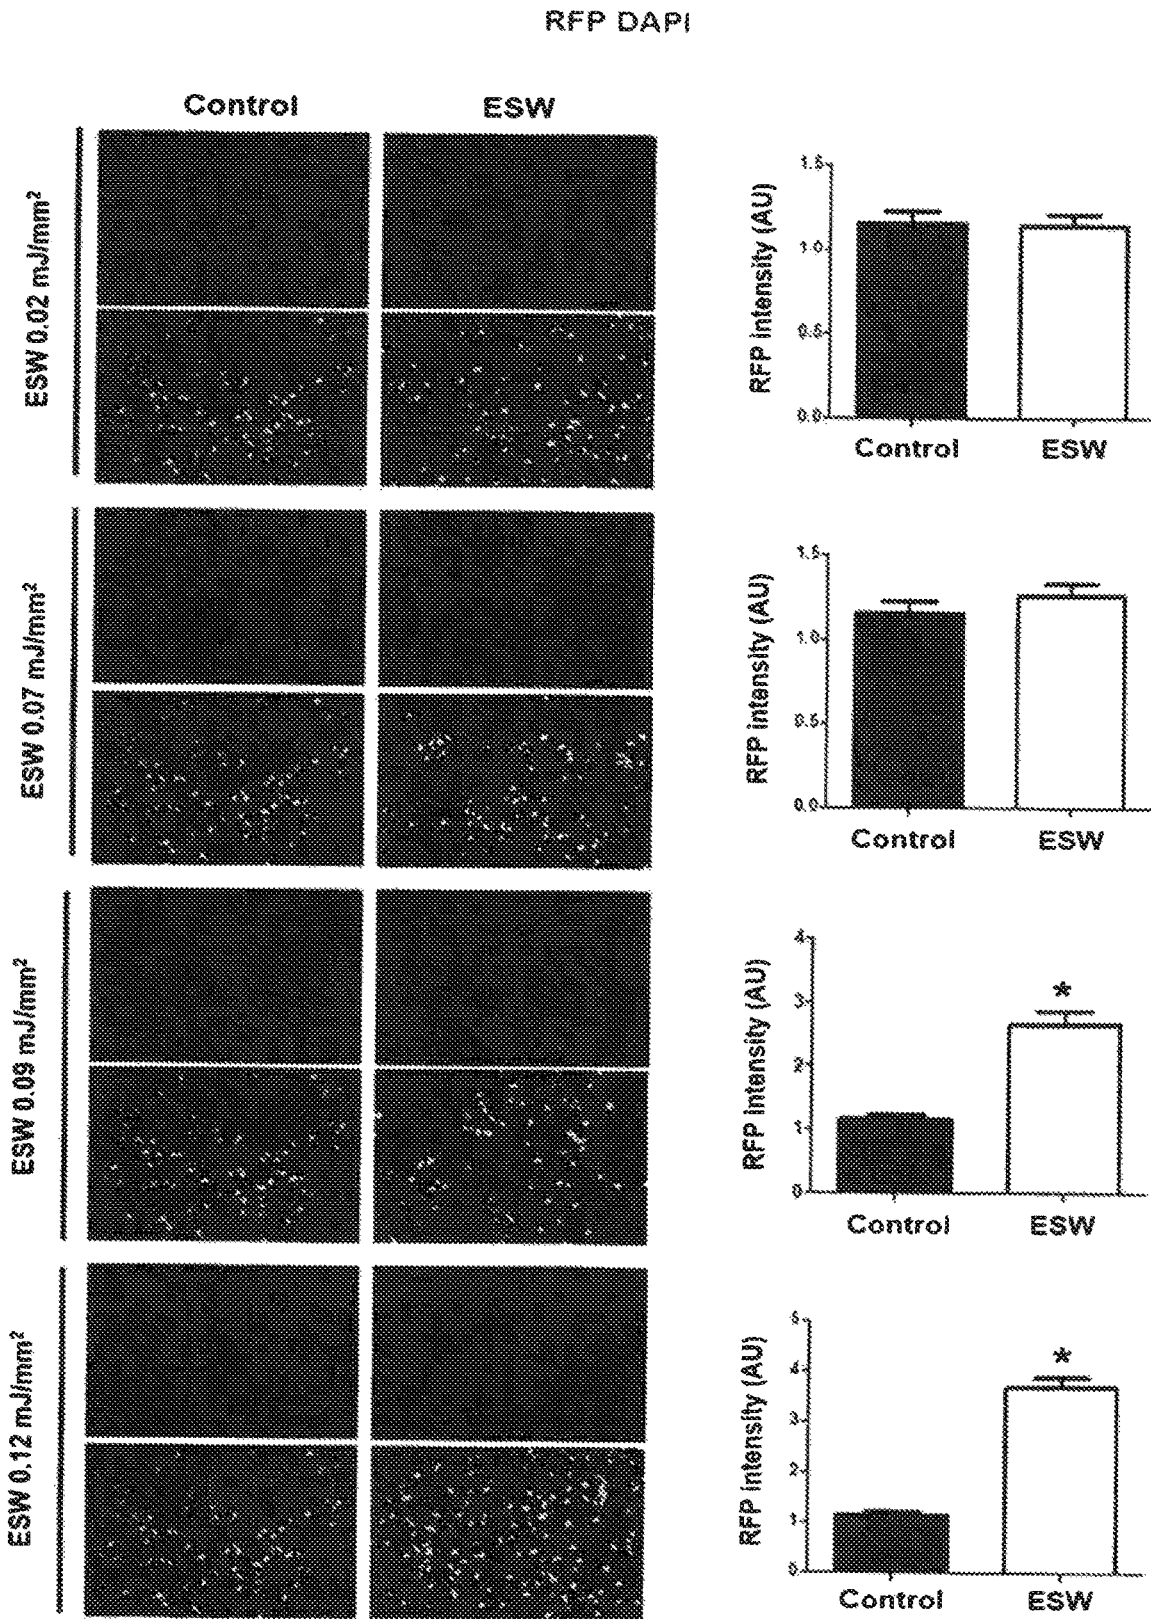 RFP DAPI
Control ESW
ESW 0.02 mJ/mm²
RFP intensity (AU)
1.5
1.0
0.5
0.0
Control ESW
ESW 0.07 mJ/mm²
RFP intensity (AU)
1.5
1.0
0.5
0.0
Control ESW
ESW 0.09 mJ/mm²
RFP intensity (AU)
4
3
2
1
0
*
Control ESW
ESW 0.12 mJ/mm²
RFP intensity (AU)
5
4
3
2
1
0
*
Control ESW